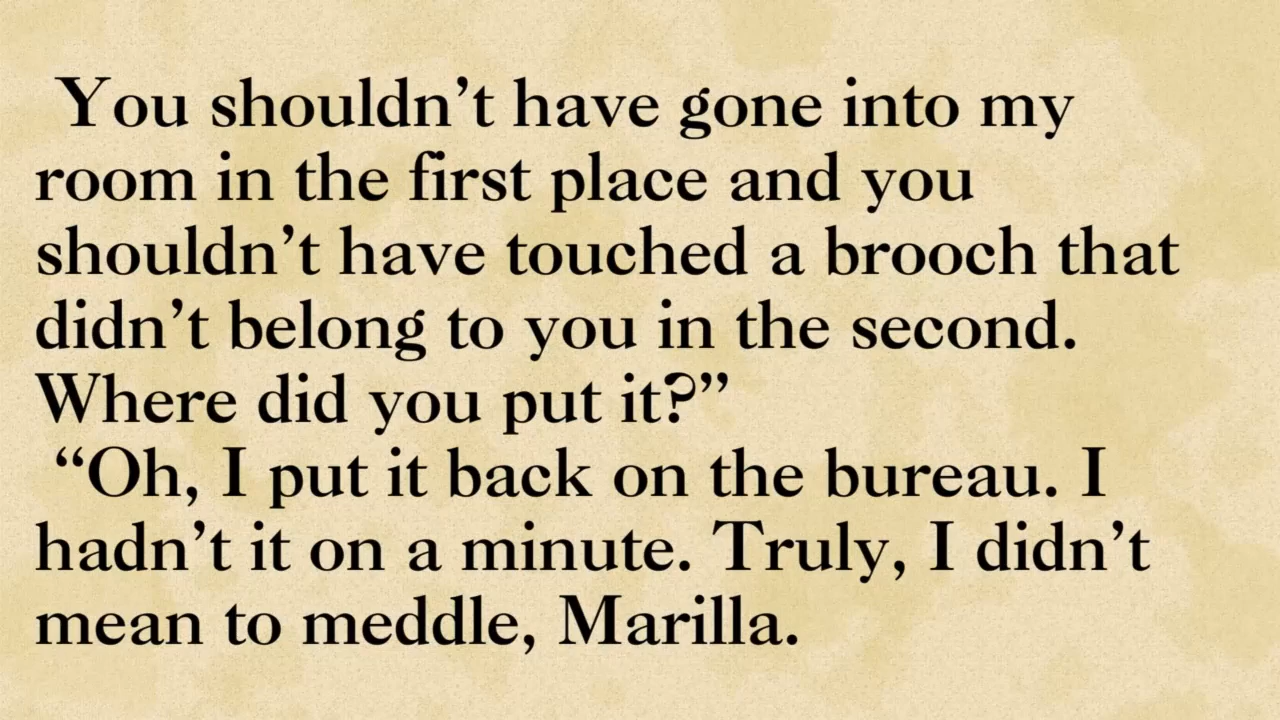 You shouldn’t have gone into my
room in the first place and you
shouldn’t have touched a brooch that
didn’t belong to you in the second.
Where did you put it?”
“Oh, I put it back on the bureau. I
hadn’t it on a minute. Truly, I didn’t
mean to meddle, Marilla.